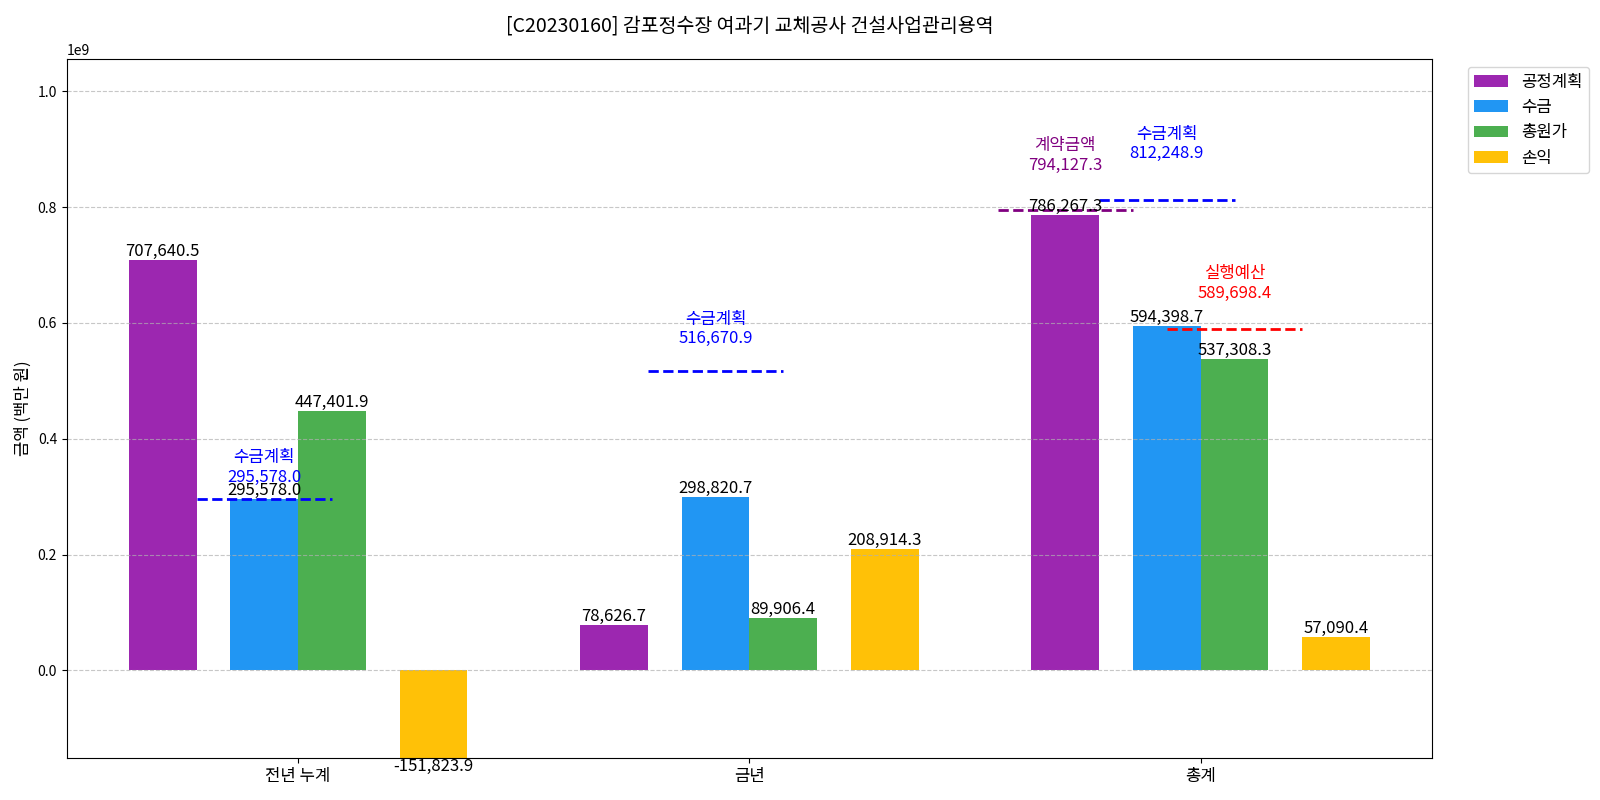 [C20230160] 감포정수장 여과기 교체공사 건설사업관리용역
1e9
1.0
0.8
0.6
0.4
0.2
0.0
금액 (백만 원)
707,640.5
수금계획
295,578.0
295,578.0
447,401.9
-151,823.9
78,626.7
수금계획
516,670.9
298,820.7
89,906.4
208,914.3
계약금액
794,127.3
786,267.3
수금계획
812,248.9
594,398.7
실행예산
589,698.4
537,308.3
57,090.4
전년 누계
금년
총계
공정계획
수금
총원가
손익